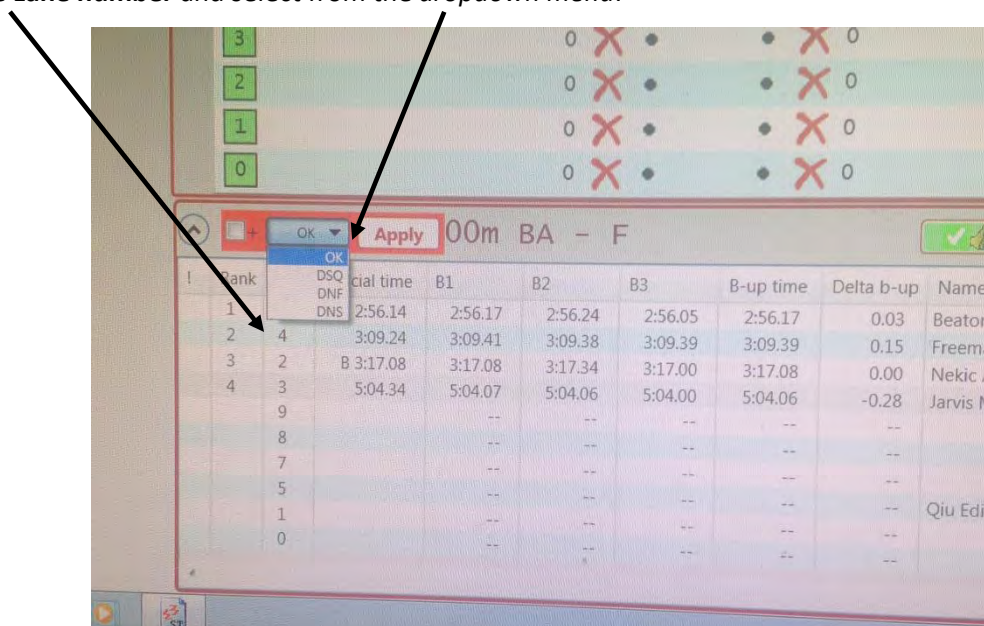 Lane number and select from the dropdown menu.
3 0 0
2 0 0
1 0 0
0 0 0
+ OK Apply 00m BA - F
OK
DSQ
DNF
DNS
! Rank cial time B1 B2 B3 B-up time Delta b-up Name
1 2:56.14 2:56.17 2:56.24 2:56.05 2:56.17 0.03 Beaton
2 4 3:09.24 3:09.41 3:09.38 3:09.39 3:09.39 0.15 Freema
3 2 B 3:17.08 3:17.08 3:17.34 3:17.00 3:17.08 0.00 Nekic
4 3 5:04.34 5:04.07 5:04.06 5:04.00 5:04.06 -0.28 Jarvis
9 -- -- -- -- --
8 -- -- -- -- --
7 -- -- -- -- --
5 -- -- -- -- -- Qiu Edi
1 -- -- -- -- --
0 -- -- -- -- --